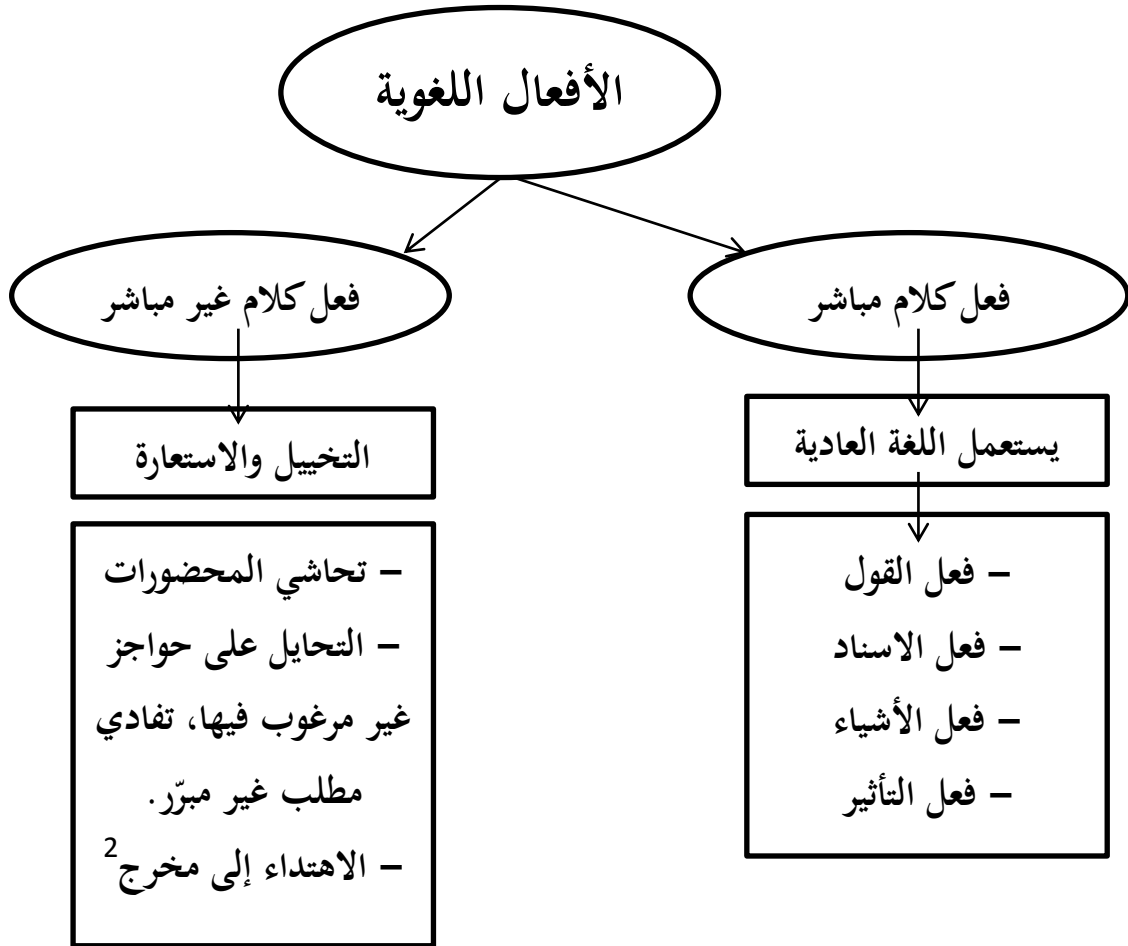 الأفعال اللغوية
فعل كلام مباشر
فعل كلام غير مباشر
يستعمل اللغة العادية
التخييل والاستعارة
– فعل القول
– فعل الاسناد
– فعل الأشياء
– فعل التأثير
– تحاشي المحضورات
– التحايل على حواجز
غير مرغوب فيها، تفادي
مطلب غير مبرّر.
– الاهتداء إلى مخرج2